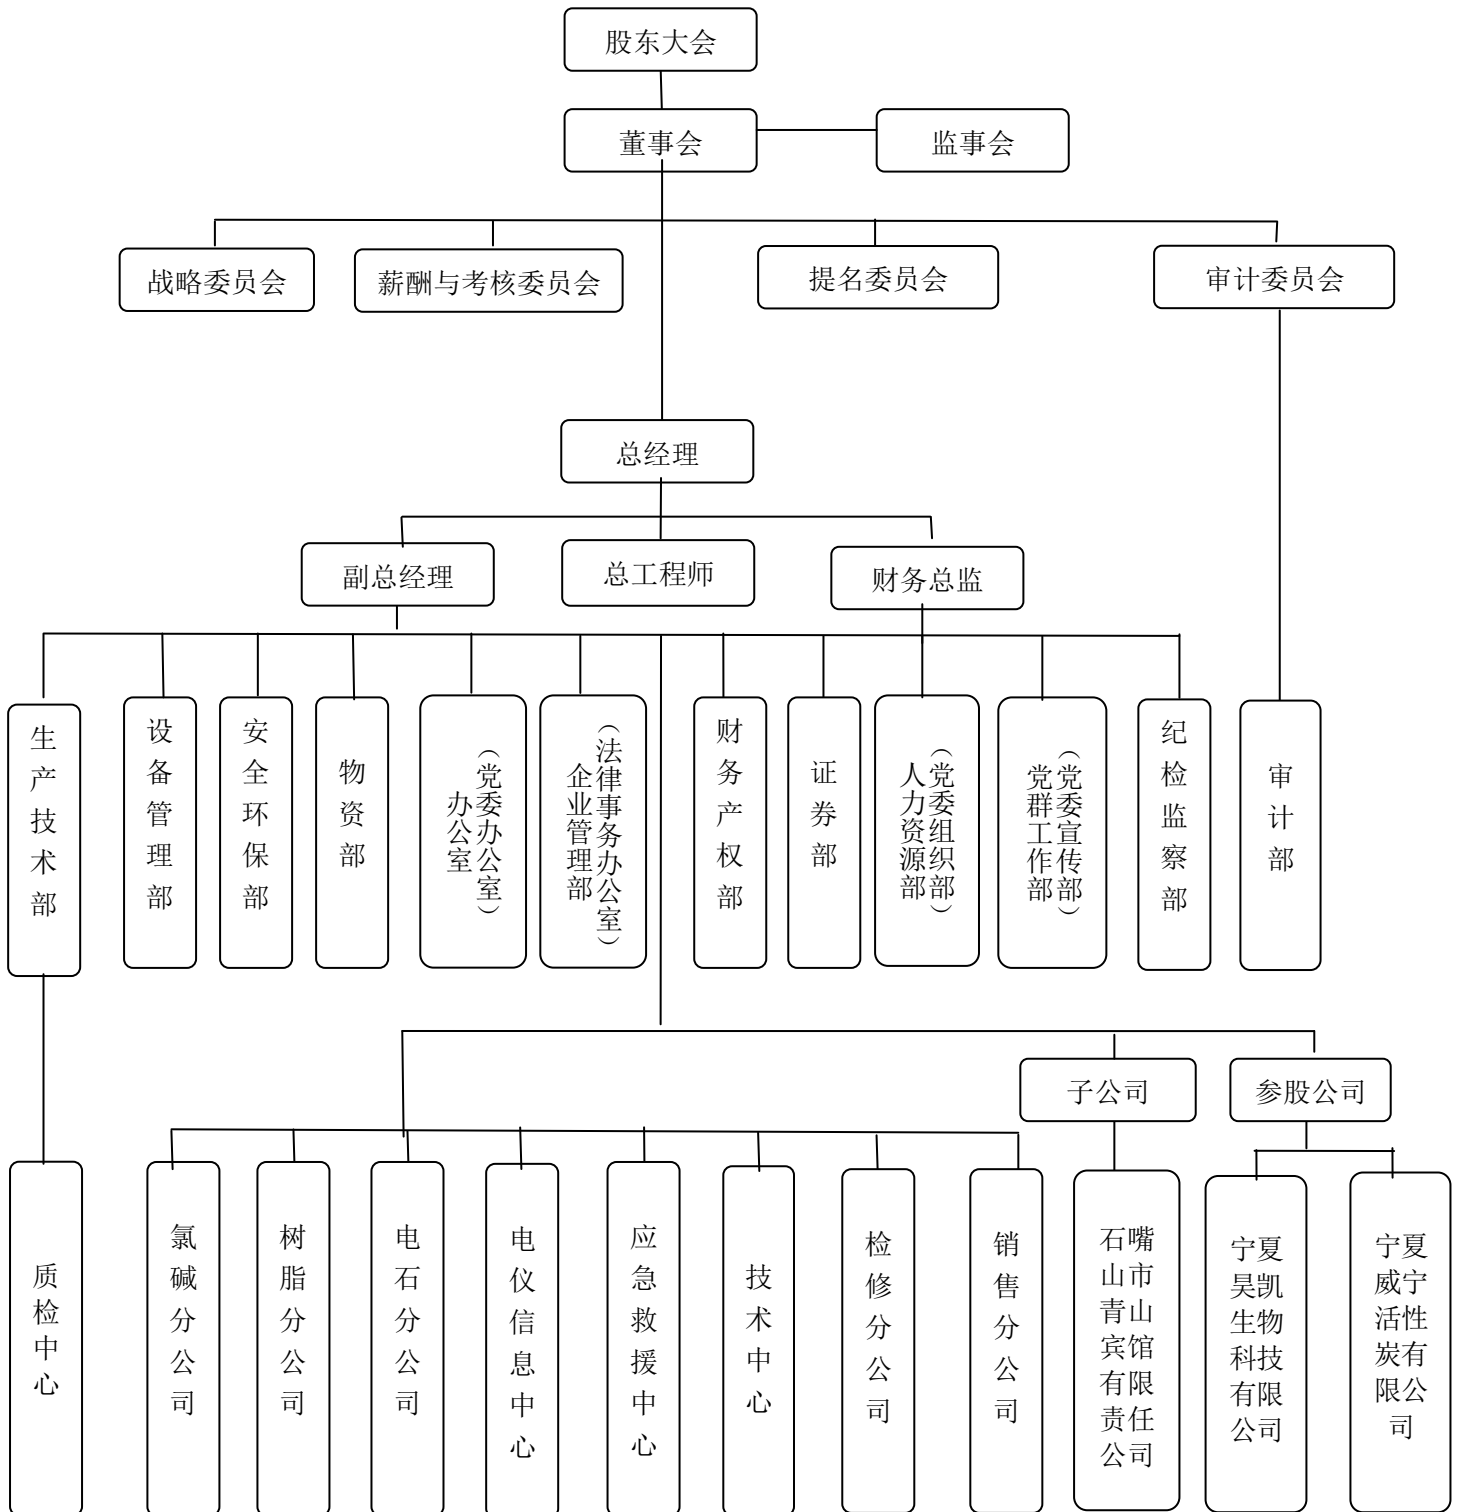 股东大会
董事会
监事会
战略委员会
薪酬与考核委员会
提名委员会
审计委员会
总经理
副总经理
总工程师
财务总监
生产技术部
设备管理部
安全环保部
物资部
办公室
（党委办公室）
企业管理部
（法律事务办公室）
财务产权部
证券部
人力资源部
（党委组织部）
党群工作部
（党委宣传部）
纪检监察部
审计部
子公司
参股公司
质检中心
氯碱分公司
树脂分公司
电石分公司
电仪信息中心
应急救援中心
技术中心
检修分公司
销售分公司
石嘴
山市
青山
宾馆
有限
责任
公司
宁夏
昊凯
生物
科技
有限
公司
宁夏
威宁
活性
炭有
限公
司